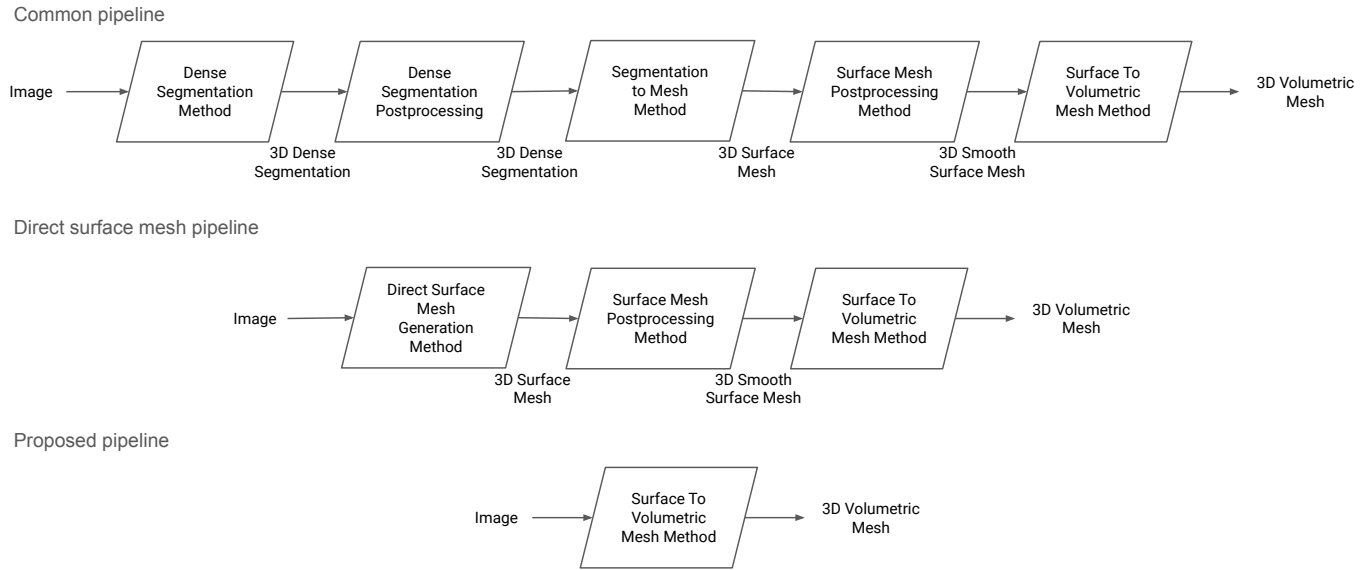 Common pipeline
Image
Dense
Segmentation
Method
3D Dense
Segmentation
Dense
Segmentation
Postprocessing
3D Dense
Segmentation
Segmentation
to Mesh
Method
3D Surface
Mesh
Surface Mesh
Postprocessing
Method
3D Smooth
Surface Mesh
Surface To
Volumetric
Mesh Method
3D Volumetric
Mesh
Direct surface mesh pipeline
Image
Direct Surface
Mesh
Generation
Method
3D Surface
Mesh
Surface Mesh
Postprocessing
Method
3D Smooth
Surface Mesh
Surface To
Volumetric
Mesh Method
3D Volumetric
Mesh
Proposed pipeline
Image
Surface To
Volumetric
Mesh Method
3D Volumetric
Mesh